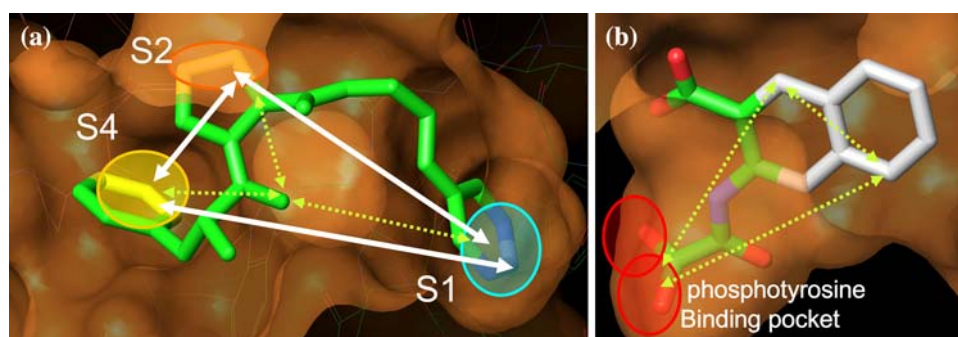 (a)
S2
S4
S1
(b)
phosphotyrosine
Binding pocket